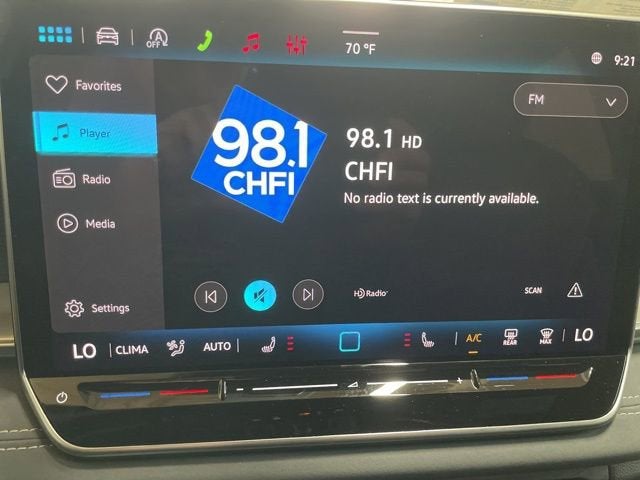 A
OFF
70 °F
9:21
Favorites
FM
Player
98.1
CHFI
98.1 HD
CHFI
No radio text is currently available.
Radio
Media
HD Radio
SCAN
Settings
LO CLIMA AUTO A/C REAR MAX LO
- +